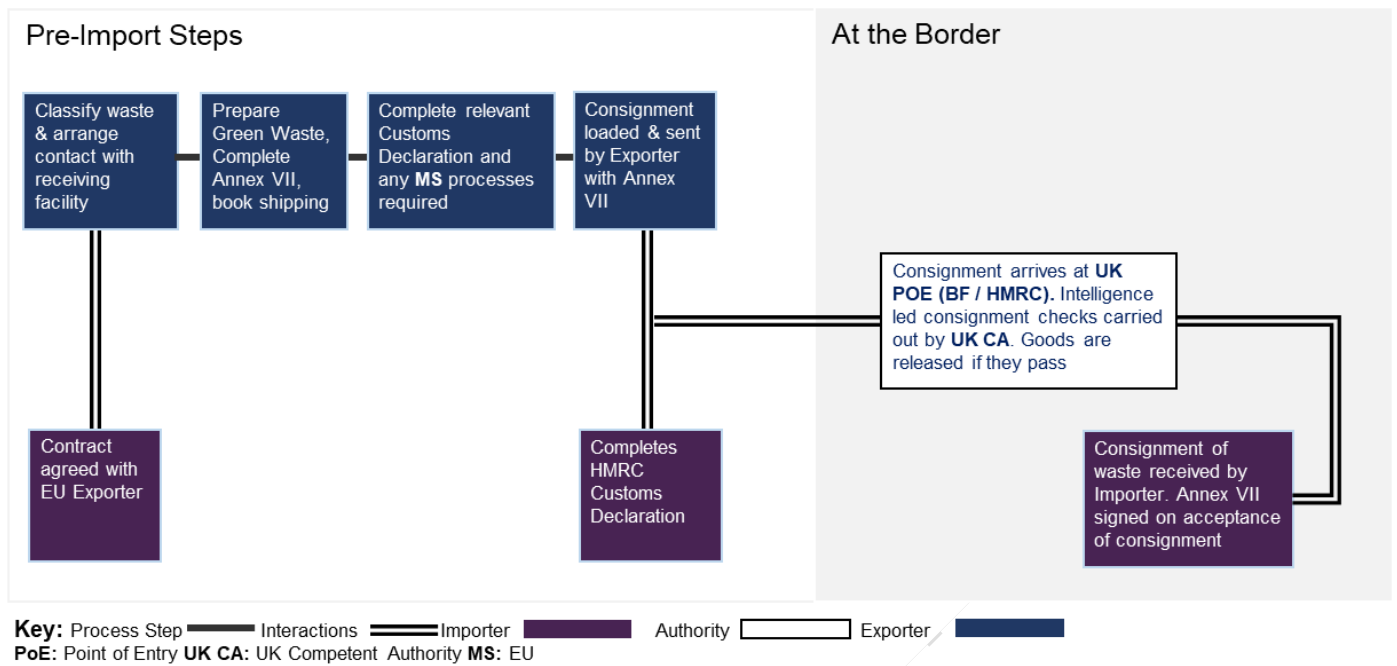 Pre-Import Steps
At the Border
Classify waste
& arrange
contact with
receiving
facility
Prepare
Green Waste,
Complete
Annex VII,
book shipping
Complete relevant
Customs
Declaration and
any MS processes
required
Consignment
loaded & sent
by Exporter
with Annex
VII
Consignment arrives at UK
POE (BF / HMRC). Intelligence
led consignment checks carried
out by UK CA. Goods are
released if they pass
Contract
agreed with
EU Exporter
Completes
HMRC
Customs
Declaration
Consignment of
waste received by
Importer. Annex VII
signed on acceptance
of consignment
Key: Process Step Interactions Importer Authority Exporter
PoE: Point of Entry UK CA: UK Competent Authority MS: EU